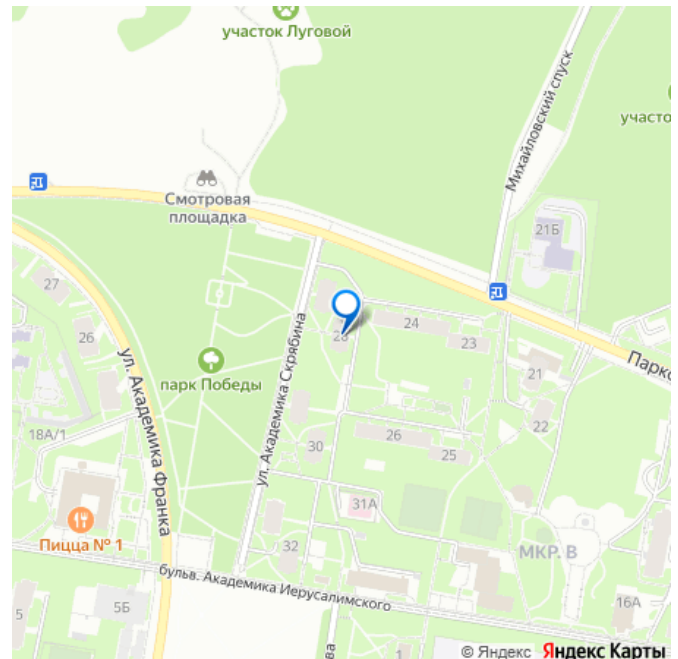 участок Луговой
Михайловский спуск
участо
Смотровая
площадка
21Б
27
26
ул. Академика Скрябина
28
24
23
Парко
парк Победы
21
ул. Академика Франка
18А/1
22
30
26
25
31А
Пицца № 1
МКР. В
32
бульв. Академика Иерусалимского
5
5Б
16А
ва
1
© Яндекс Яндекс Карты